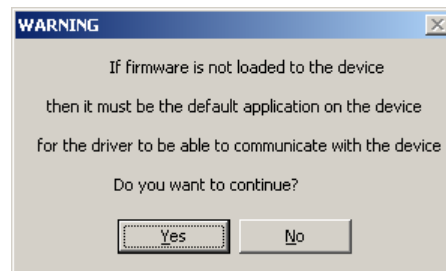 WARNING
If firmware is not loaded to the device
then it must be the default application on the device
for the driver to be able to communicate with the device
Do you want to continue?
Yes No